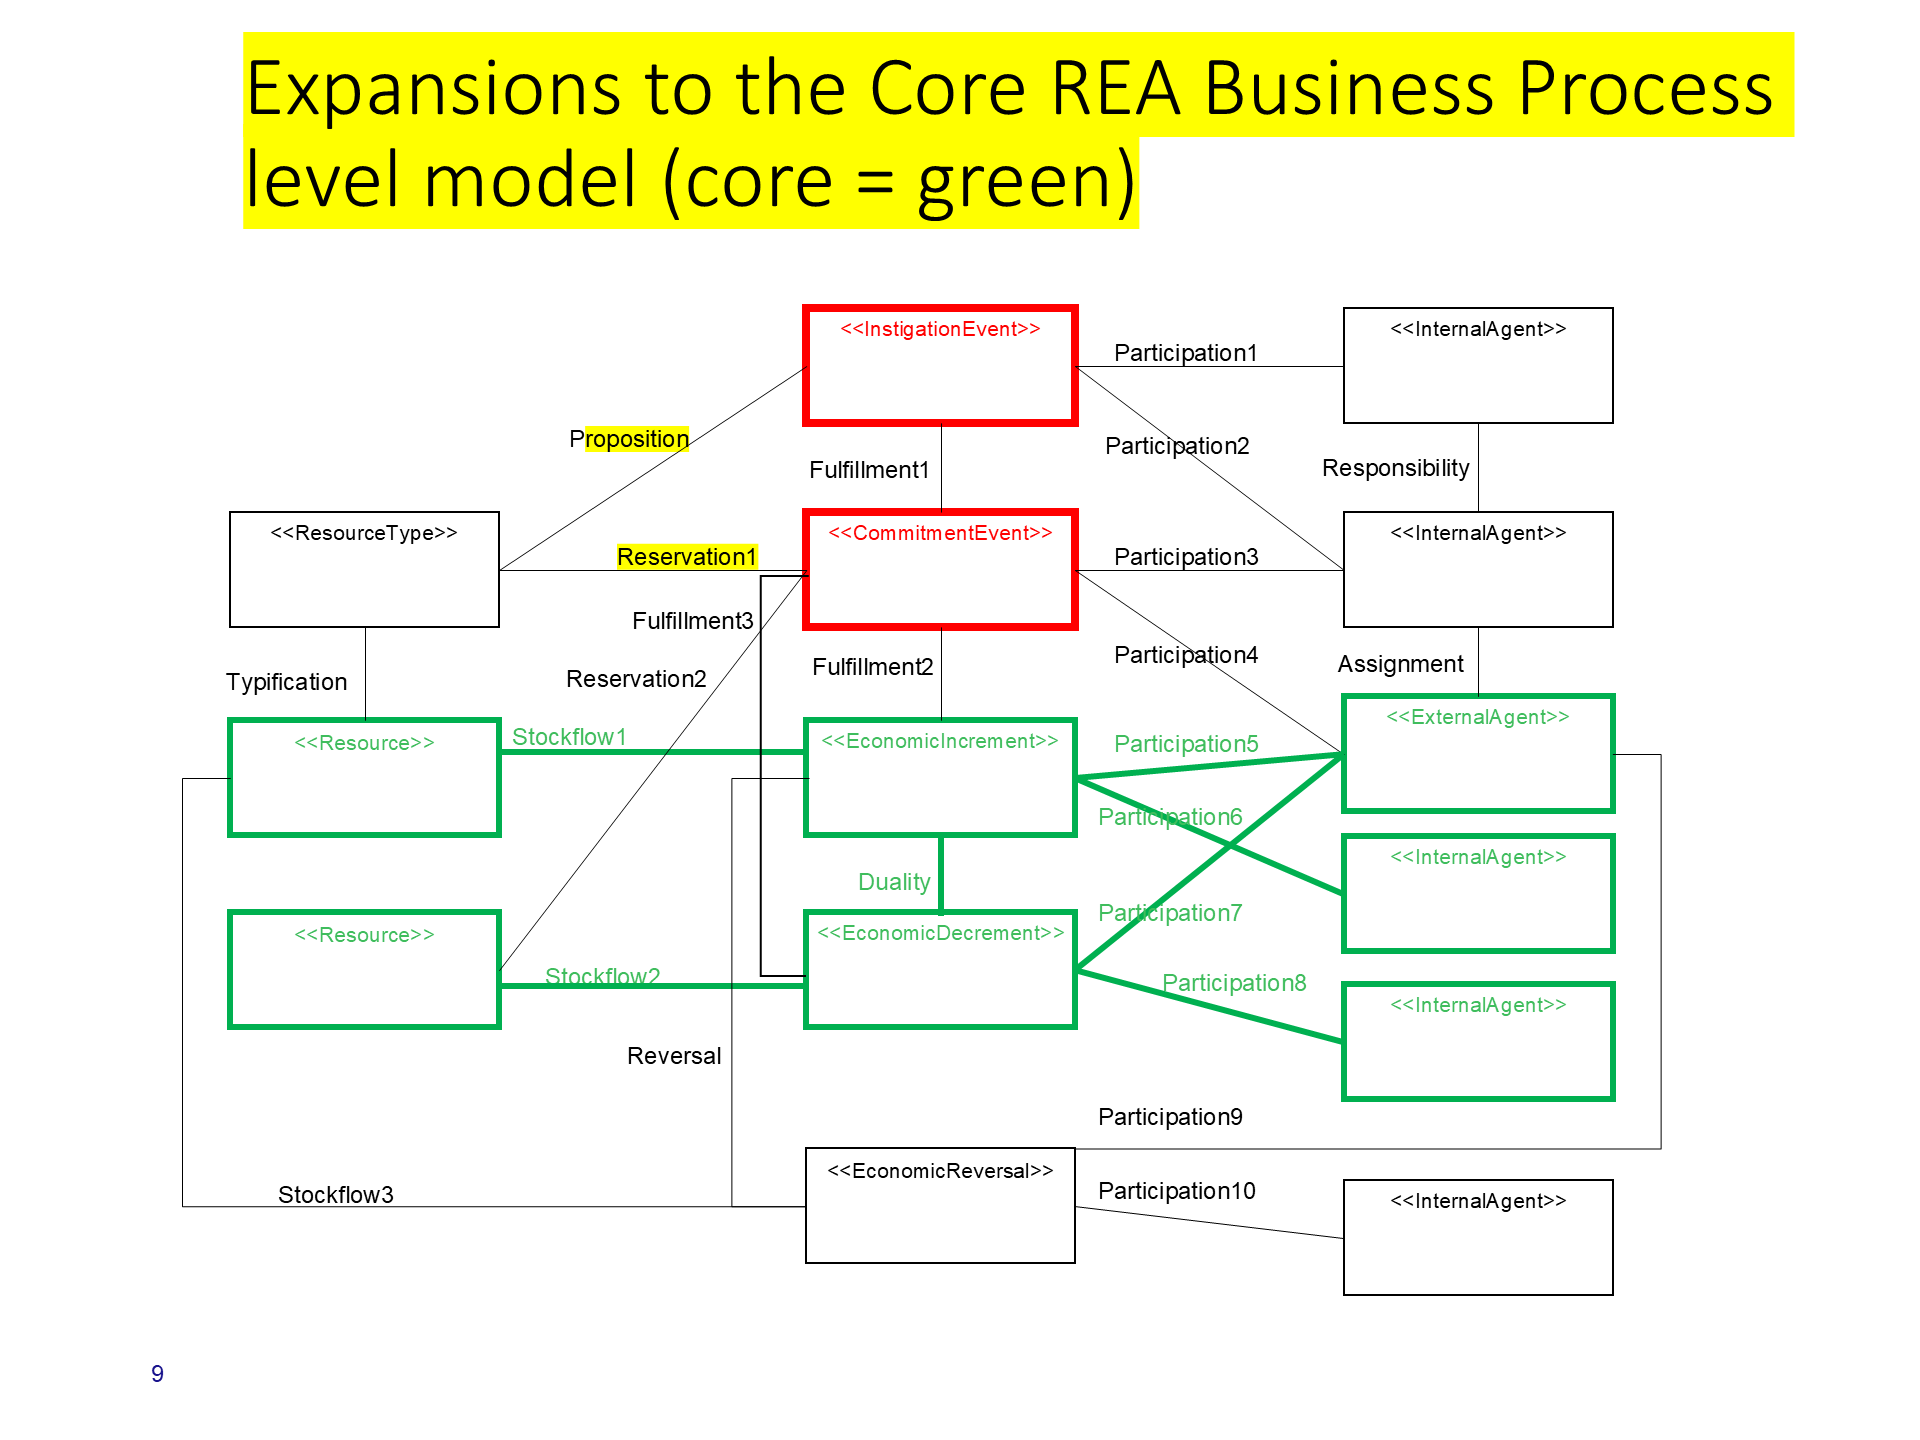 Expansions to the Core REA Business Process
level model (core = green)
<<InstigationEvent>>
<<InternalAgent>>
Participation1
Proposition
Participation2
Fulfillment1
Responsibility
<<ResourceType>>
<<CommitmentEvent>>
<<InternalAgent>>
Reservation1
Participation3
Fulfillment3
Participation4
Fulfillment2
Assignment
Reservation2
Typification
<<ExternalAgent>>
Stockflow1
<<Resource>>
<<EconomicIncrement>>
Participation5
Participation6
<<InternalAgent>>
Duality
Participation7
<<Resource>>
<<EconomicDecrement>>
Stockflow2
Participation8
<<InternalAgent>>
Reversal
Participation9
<<EconomicReversal>>
Stockflow3
Participation10
<<InternalAgent>>
9